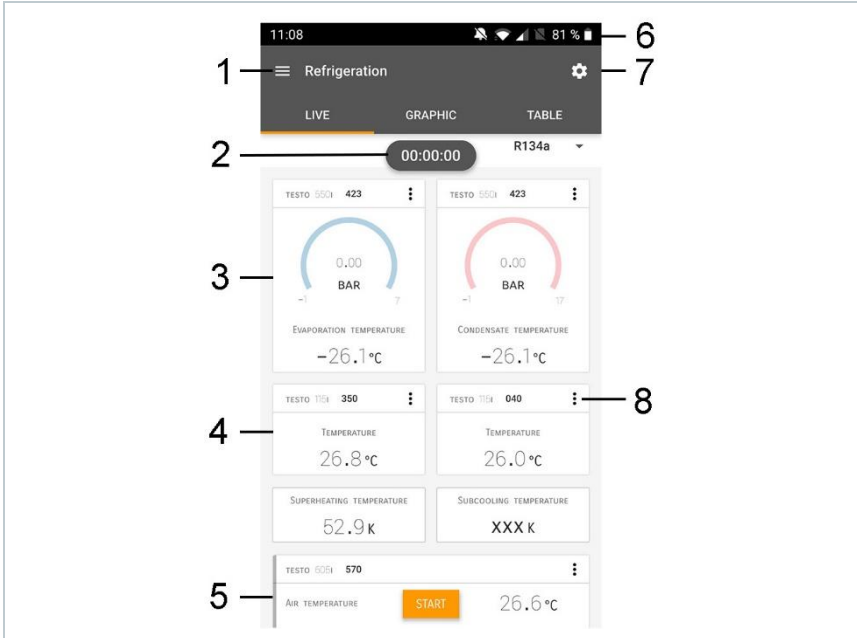 11:08 81 % 6
1 Refrigeration 7
LIVE GRAPHIC TABLE
2 00:00:00 R134a
TESTO 550i 423 TESTO 550i 423
3 0.00 0.00
BAR BAR
-1 7 -1 17
EVAPORATION TEMPERATURE CONDENSATE TEMPERATURE
-26.1 °C -26.1 °C
TESTO 115i 350 TESTO 115i 040 8
4 TEMPERATURE TEMPERATURE
26.8 °C 26.0 °C
SUPERHEATING TEMPERATURE SUBCOOLING TEMPERATURE
52.9 K XXX K
TESTO 605i 570
5 AIR TEMPERATURE START 26.6 °C